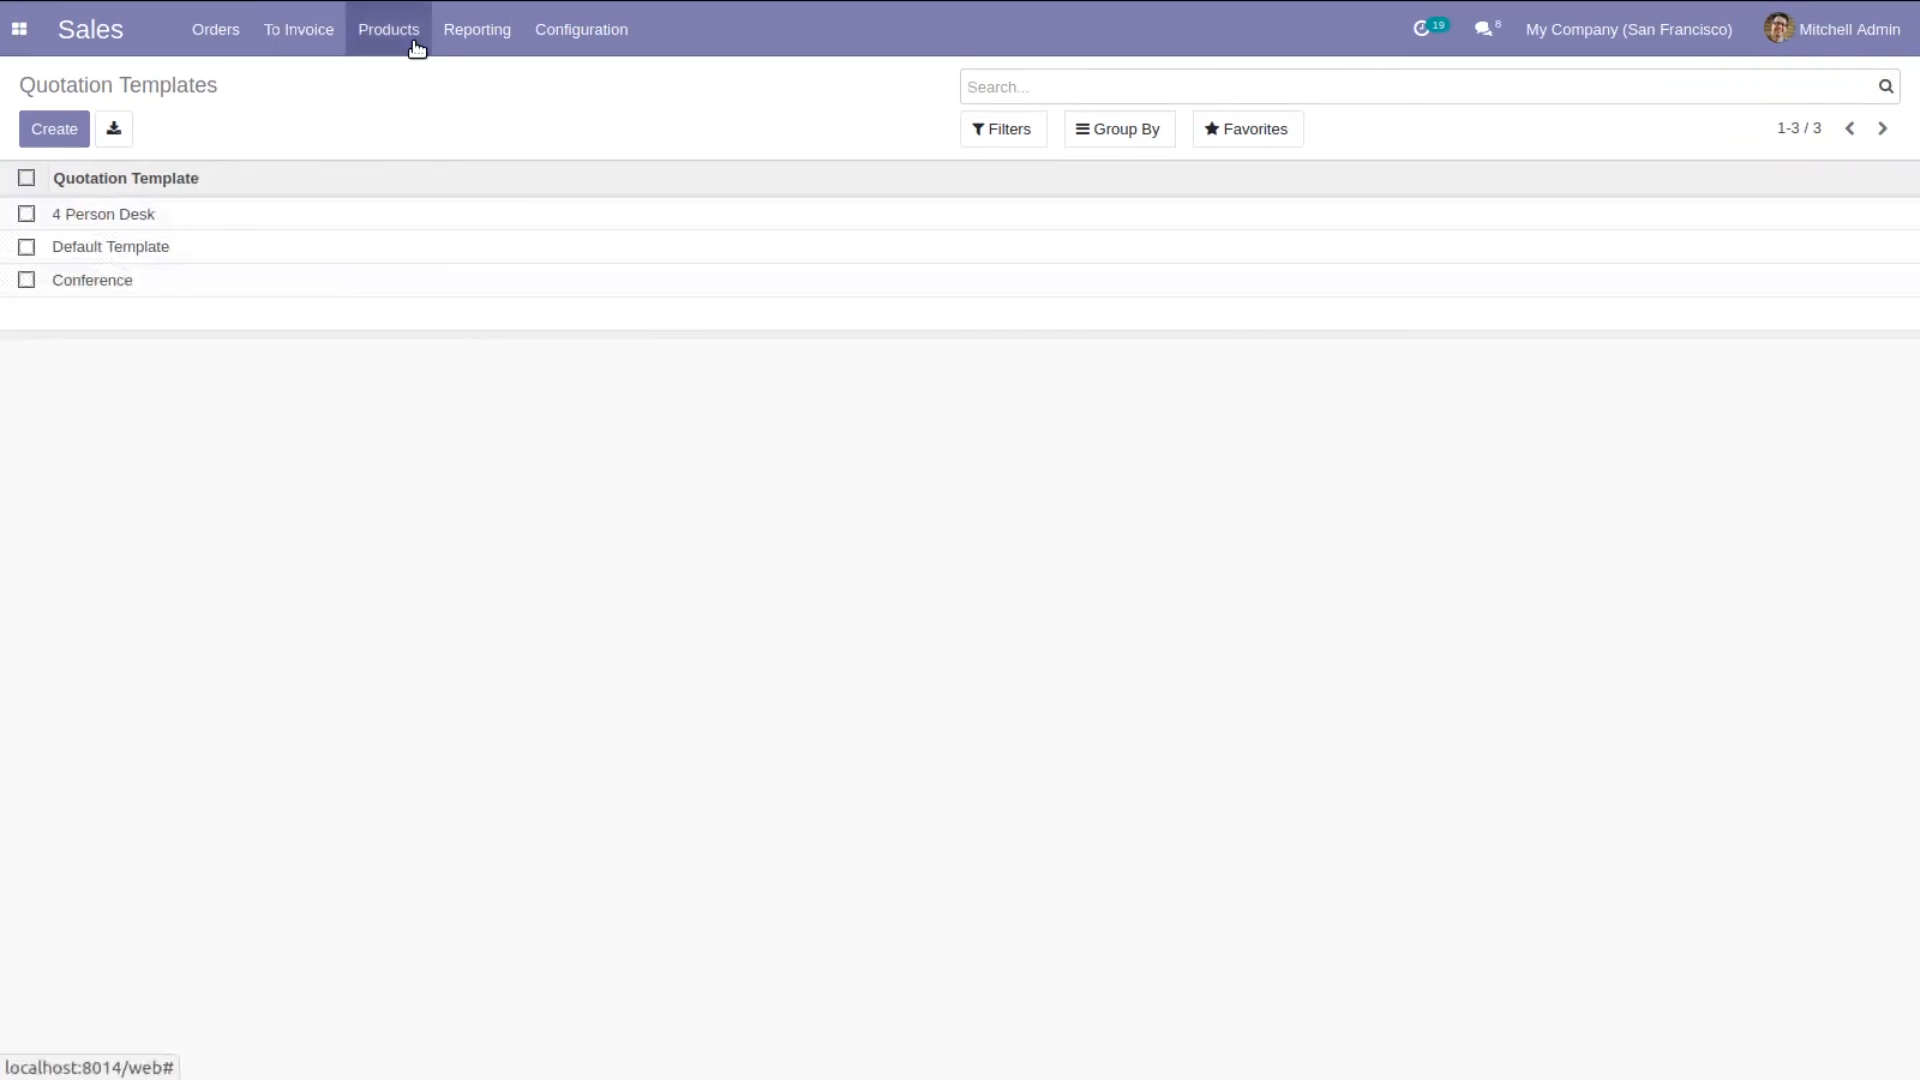 Sales Orders To Invoice Products Reporting Configuration 19 8 My Company (San Francisco) Mitchell Admin
Quotation Templates
Search...
Create Filters Group By Favorites 1-3 / 3
Quotation Template
4 Person Desk
Default Template
Conference
localhost:8014/web#